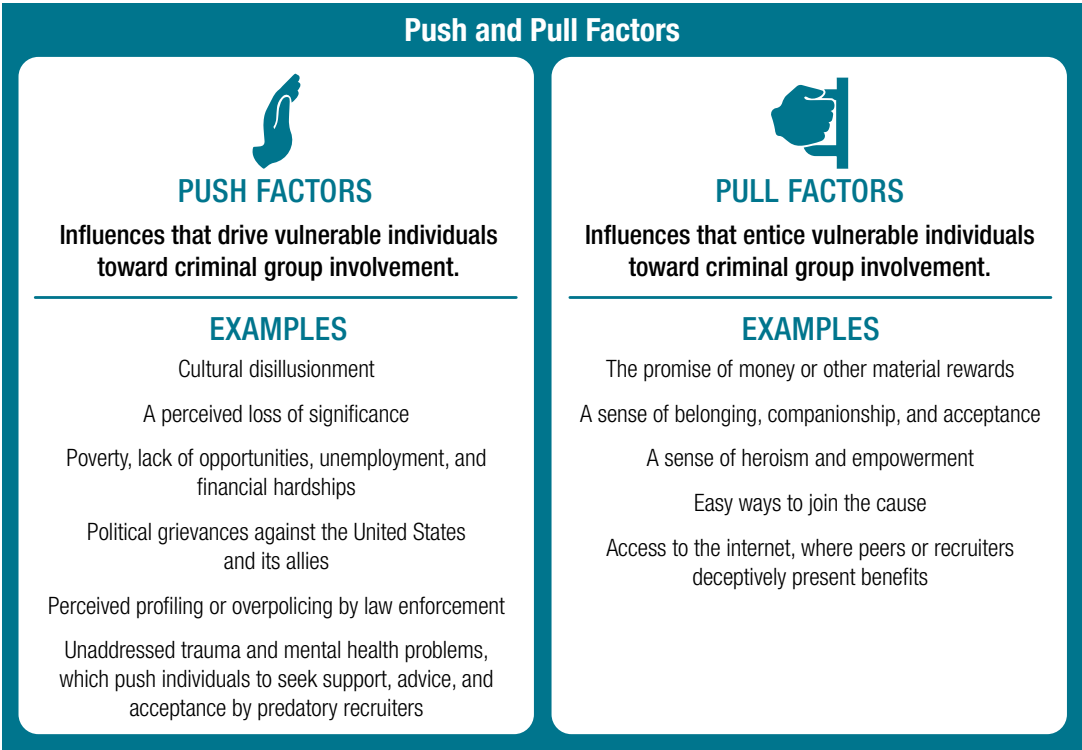 Push and Pull Factors
PUSH FACTORS
Influences that drive vulnerable individuals
toward criminal group involvement.
EXAMPLES
Cultural disillusionment
A perceived loss of significance
Poverty, lack of opportunities, unemployment, and
financial hardships
Political grievances against the United States
and its allies
Perceived profiling or overpolicing by law enforcement
Unaddressed trauma and mental health problems,
which push individuals to seek support, advice, and
acceptance by predatory recruiters
PULL FACTORS
Influences that entice vulnerable individuals
toward criminal group involvement.
EXAMPLES
The promise of money or other material rewards
A sense of belonging, companionship, and acceptance
A sense of heroism and empowerment
Easy ways to join the cause
Access to the internet, where peers or recruiters
deceptively present benefits